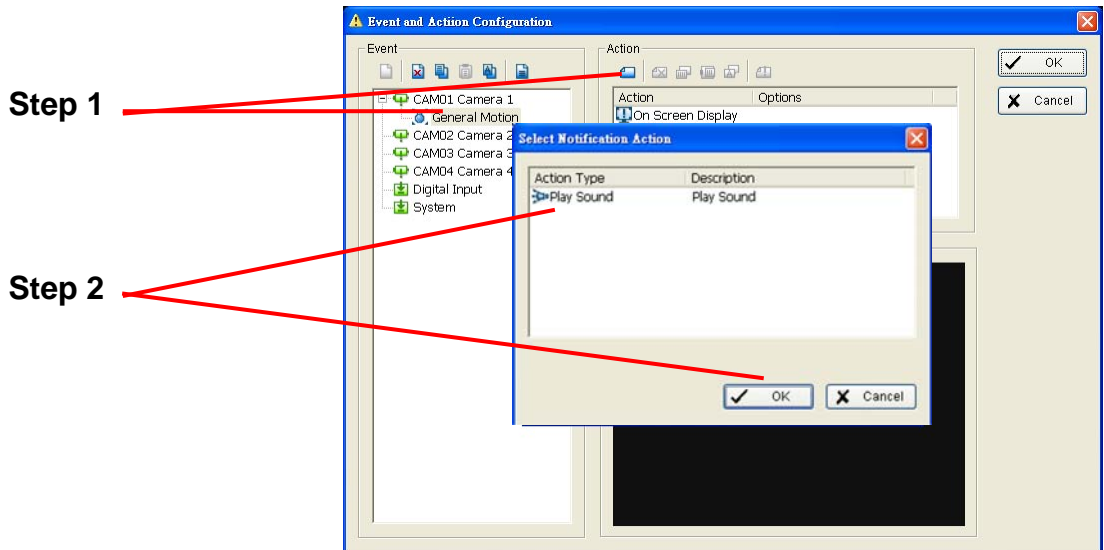 Event and Actiion Configuration
Event
Action
OK
Cancel
Step 1
CAM01 Camera 1
General Motion
CAM02 Camera 2
CAM03 Camera 3
CAM04 Camera 4
Digital Input
System
Action Options
On Screen Display
Select Notification Action
Action Type Description
Play Sound Play Sound
Step 2
OK Cancel